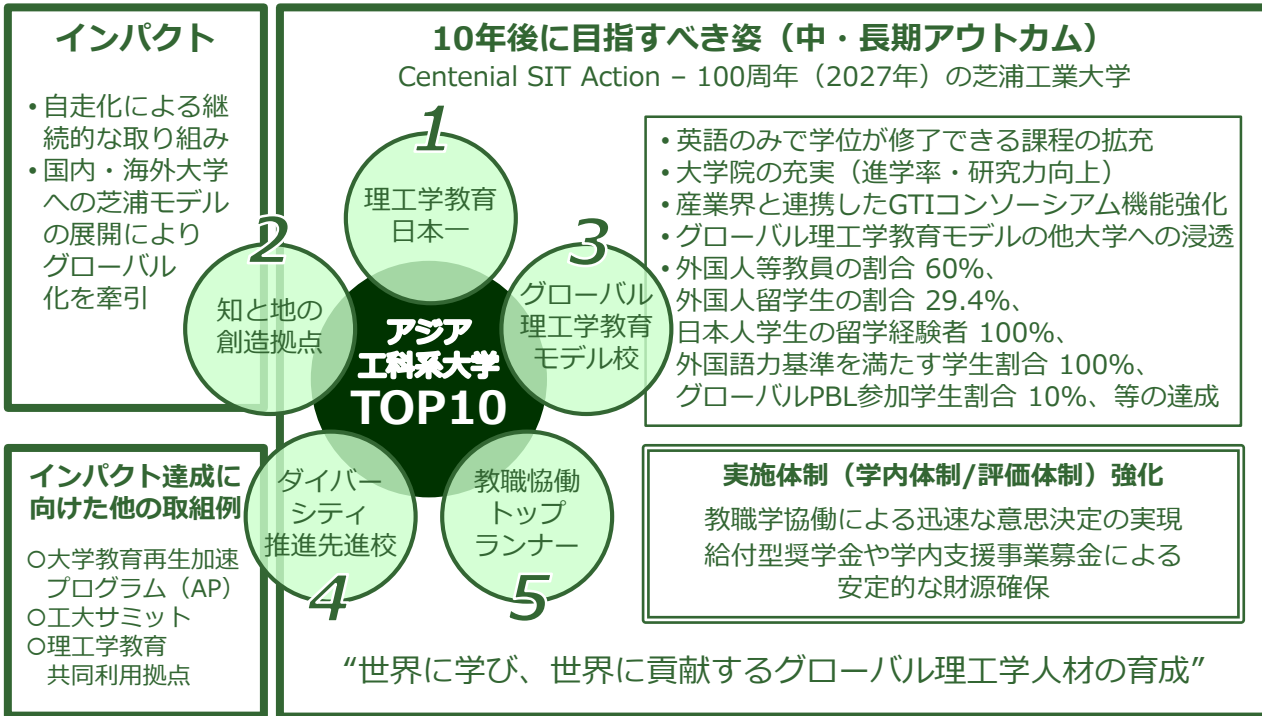 インパクト
•自走化による継
続的な取り組み
•国内・海外大学
への芝浦モデル
の展開により
グローバル
化を牽引
インパクト達成に
向けた他の取組例
○大学教育再生加速
プログラム（AP）
○工大サミット
○理工学教育
共同利用拠点
10年後に目指すべき姿（中・長期アウトカム）
Centenial SIT Action – 100周年（2027年）の芝浦工業大学
1
理工学教育
日本一
2
知と地の
創造拠点
3
グローバル
理工学教育
モデル校
アジア
工科系大学
TOP10
ダイバー
シティ
推進先進校
4
教職協働
トップ
ランナー
5
•英語のみで学位が修了できる課程の拡充
•大学院の充実（進学率・研究力向上）
•産業界と連携したGTIコンソーシアム機能強化
•グローバル理工学教育モデルの他大学への浸透
•外国人等教員の割合 60%、
外国人留学生の割合 29.4%、
日本人学生の留学経験者 100%、
外国語力基準を満たす学生割合 100%、
グローバルPBL参加学生割合 10%、等の達成
実施体制（学内体制/評価体制）強化
教職学協働による迅速な意思決定の実現
給付型奨学金や学内支援事業募金による
安定的な財源確保
“世界に学び、世界に貢献するグローバル理工学人材の育成”